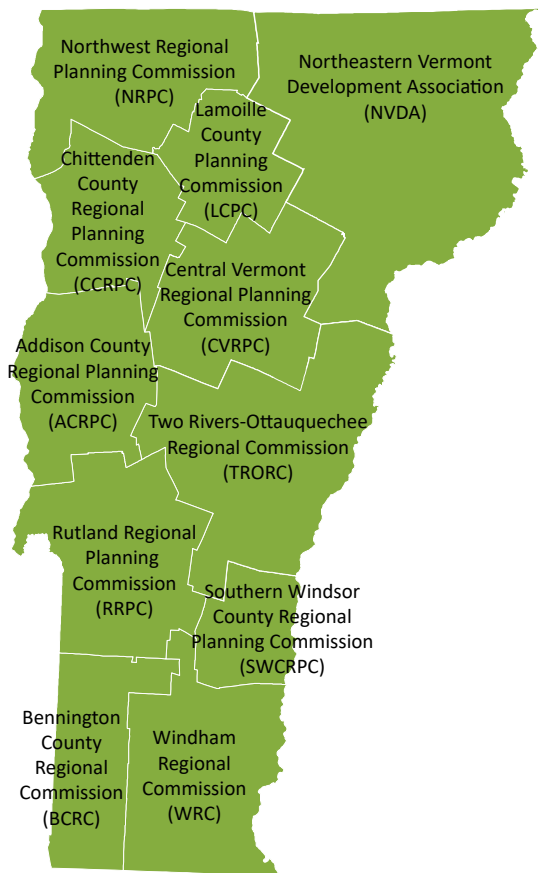 Northwest Regional
Planning Commission
(NRPC)
Northeastern Vermont
Development Association
(NVDA)
Lamoille
County
Planning
Commission
(LCPC)
Chittenden
County
Regional
Planning
Commission
(CCRPC)
Central Vermont
Regional Planning
Commission
(CVRPC)
Addison County
Regional Planning
Commission
(ACRPC)
Two Rivers-Ottauquechee
Regional Commission
(TRORC)
Rutland Regional
Planning
Commission
(RRPC)
Southern Windsor
County Regional
Planning Commission
(SWCRPC)
Bennington
County
Regional
Commission
(BCRC)
Windham
Regional
Commission
(WRC)